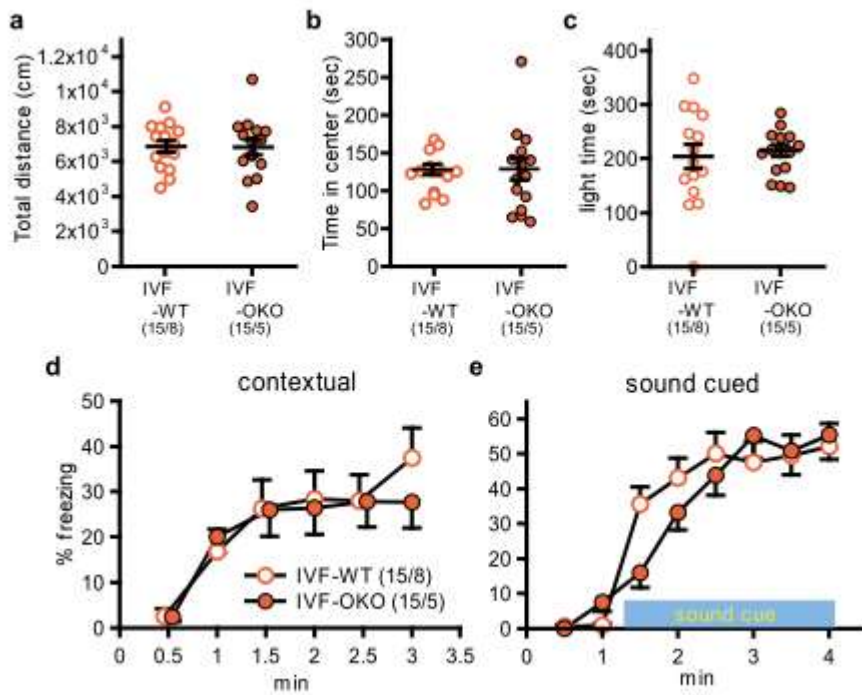 a
Total distance (cm)
1.2x10⁴
1x10⁴
8x10³
6x10³
4x10³
2x10³
0
IVF
-WT
(15/8)
IVF
-OKO
(15/5)
b
Time in center (sec)
300
250
200
150
100
50
0
IVF
-WT
(15/8)
IVF
-OKO
(15/5)
c
light time (sec)
400
300
200
100
0
IVF
-WT
(15/8)
IVF
-OKO
(15/5)
d
contextual
% freezing
50
40
30
20
10
0
IVF-WT (15/8)
IVF-OKO (15/5)
0 0.5 1 1.5 2 2.5 3 3.5
min
e
sound cued
60
50
40
30
20
10
0
sound cue
0 1 2 3 4
min